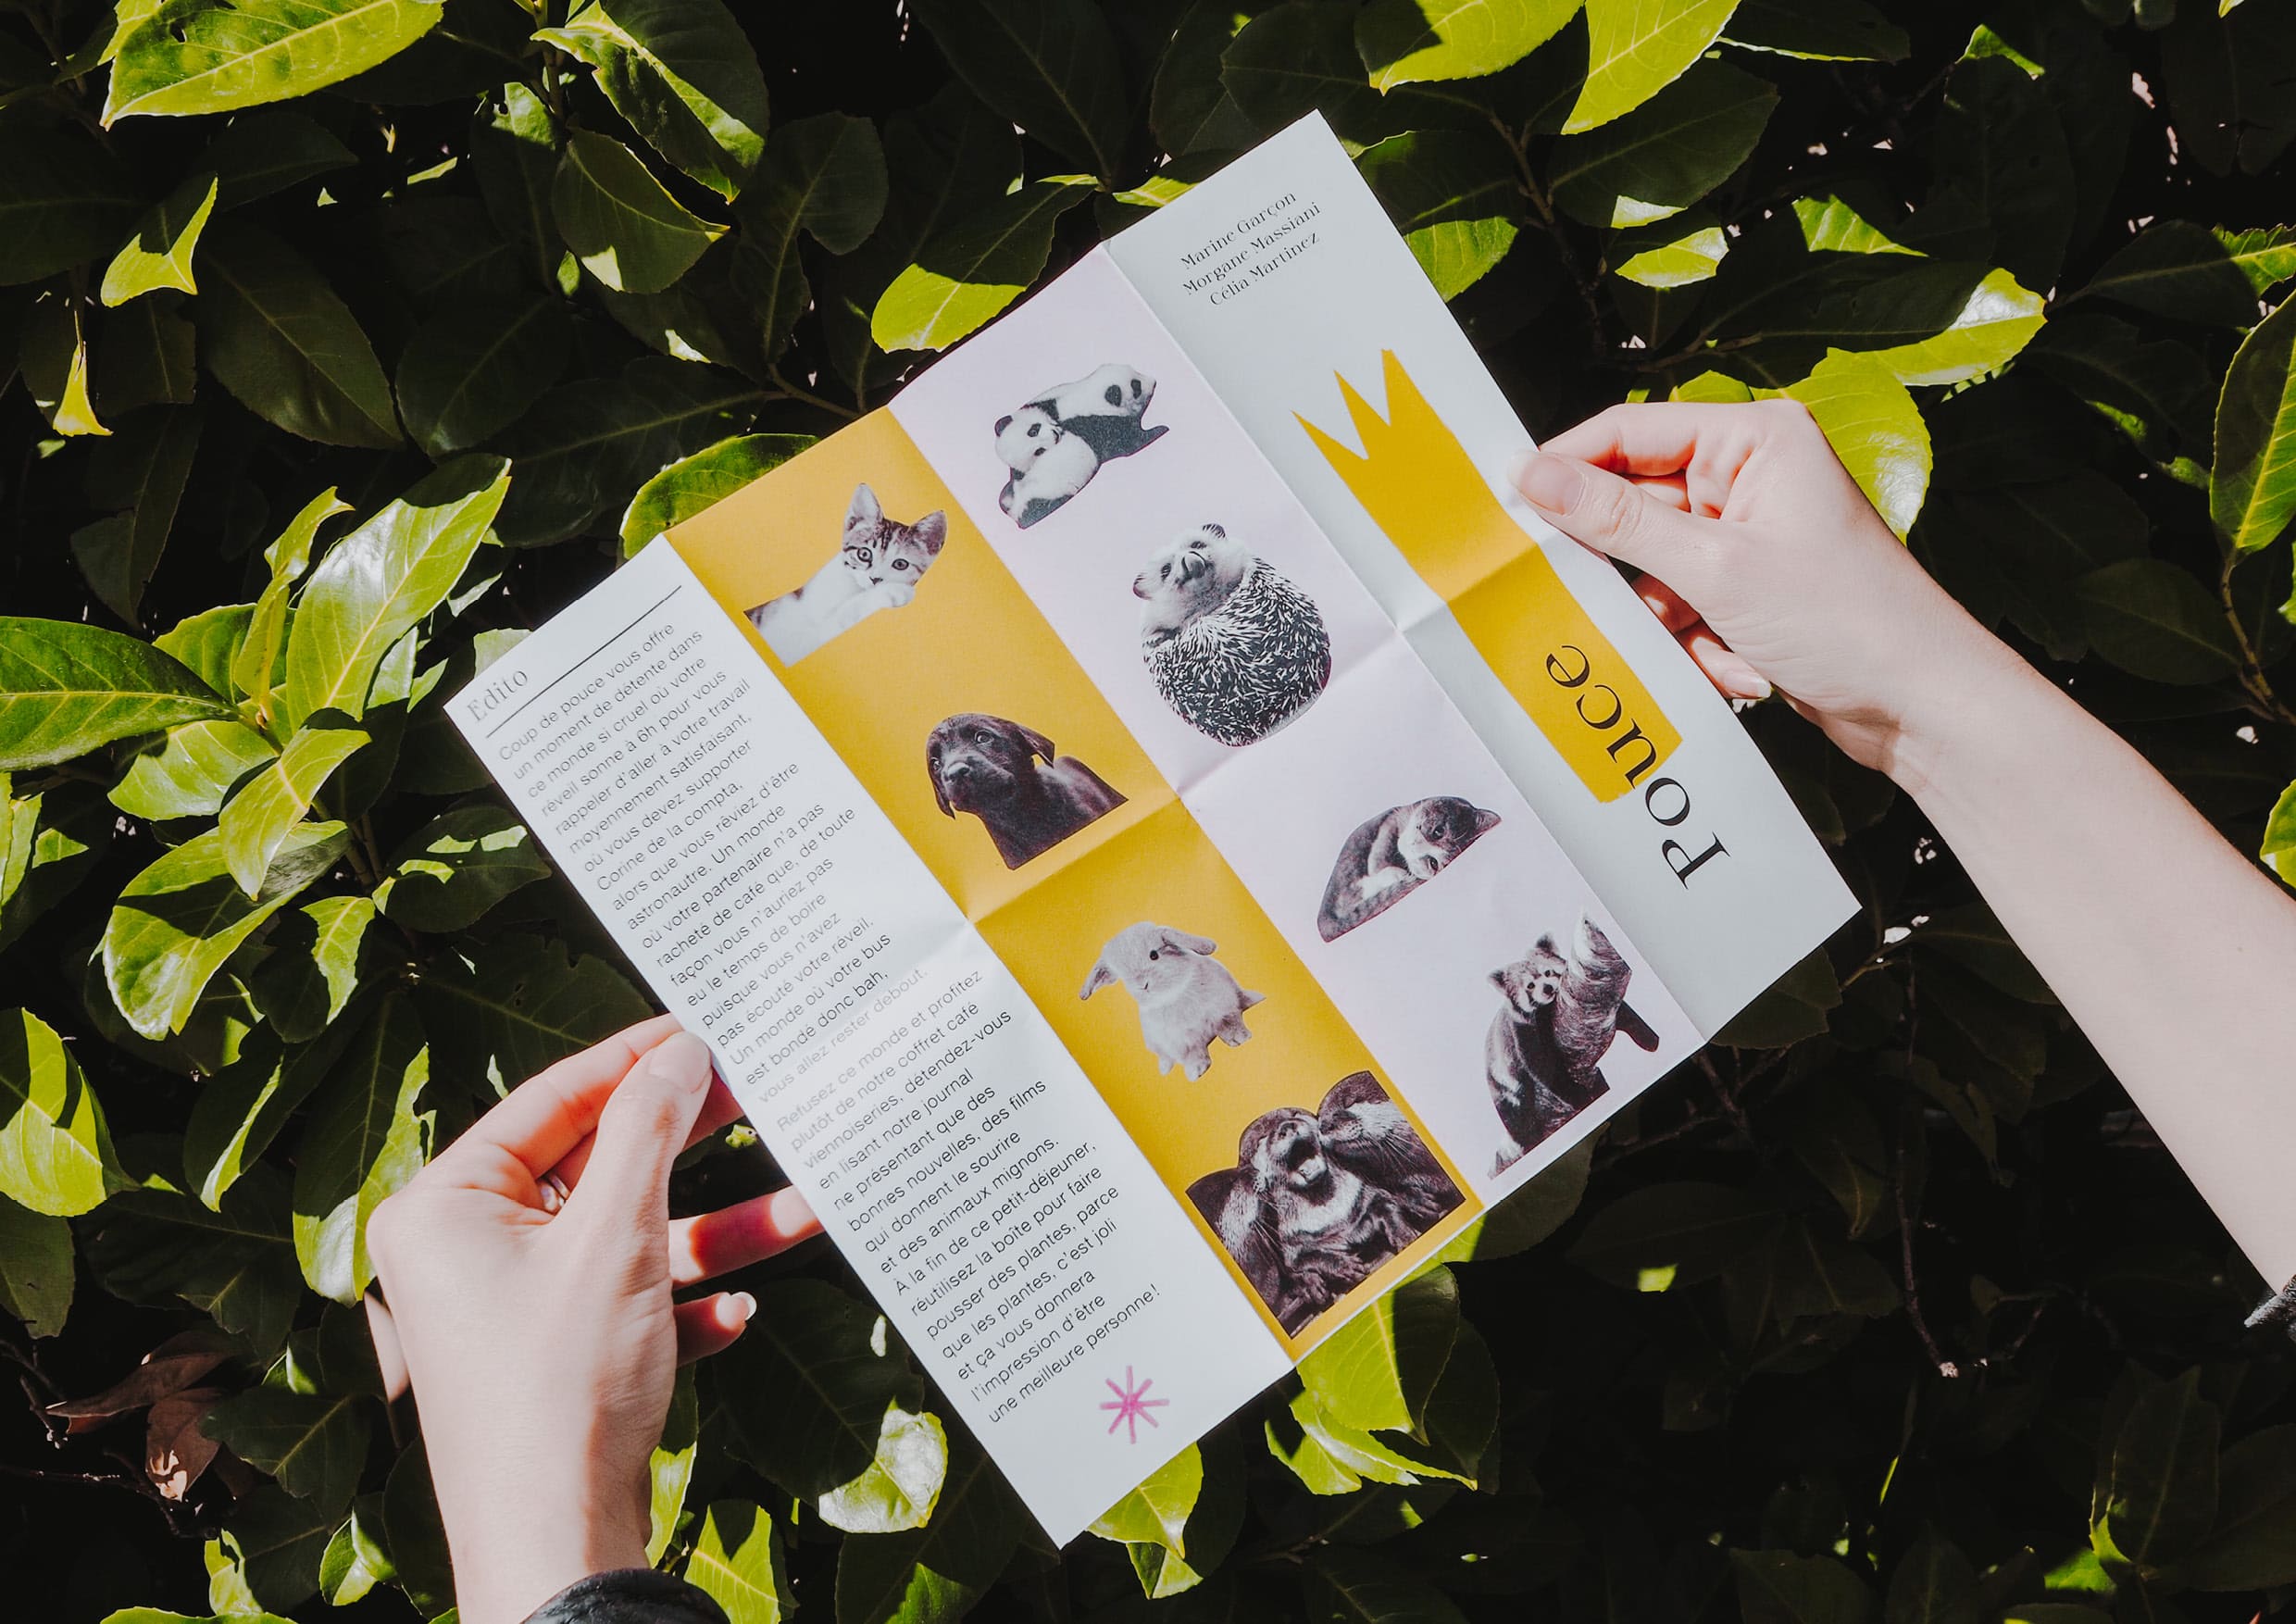 Edito
Coup de pouce vous offre
un moment de détente dans
ce monde si cruel où votre
réveil sonne à 6h pour vous
rappeler d'aller à votre travail
moyennement satisfaisant,
où vous devez supporter
Corine de la compta,
alors que vous rêviez d'être
astronautre. Un monde
où votre partenaire n'a pas
racheté de café que, de toute
façon vous n'auriez pas
eu le temps de boire
puisque vous n'avez
pas écouté votre réveil.
Un monde où votre bus
est bondé donc bah,
vous allez rester debout.
Refusez ce monde et profitez
plutôt de notre coffret café
viennoiseries, détendez-vous
en lisant notre journal
ne présentant que des
bonnes nouvelles, des films
qui donnent le sourire
et des animaux mignons.
À la fin de ce petit-déjeuner,
réutilisez la boîte pour faire
pousser des plantes, parce
que les plantes, c'est joli
et ça vous donnera
l'impression d'être
une meilleure personne!
Marine Garçon
Morgane Massiani
Célia Martinez
Pouce